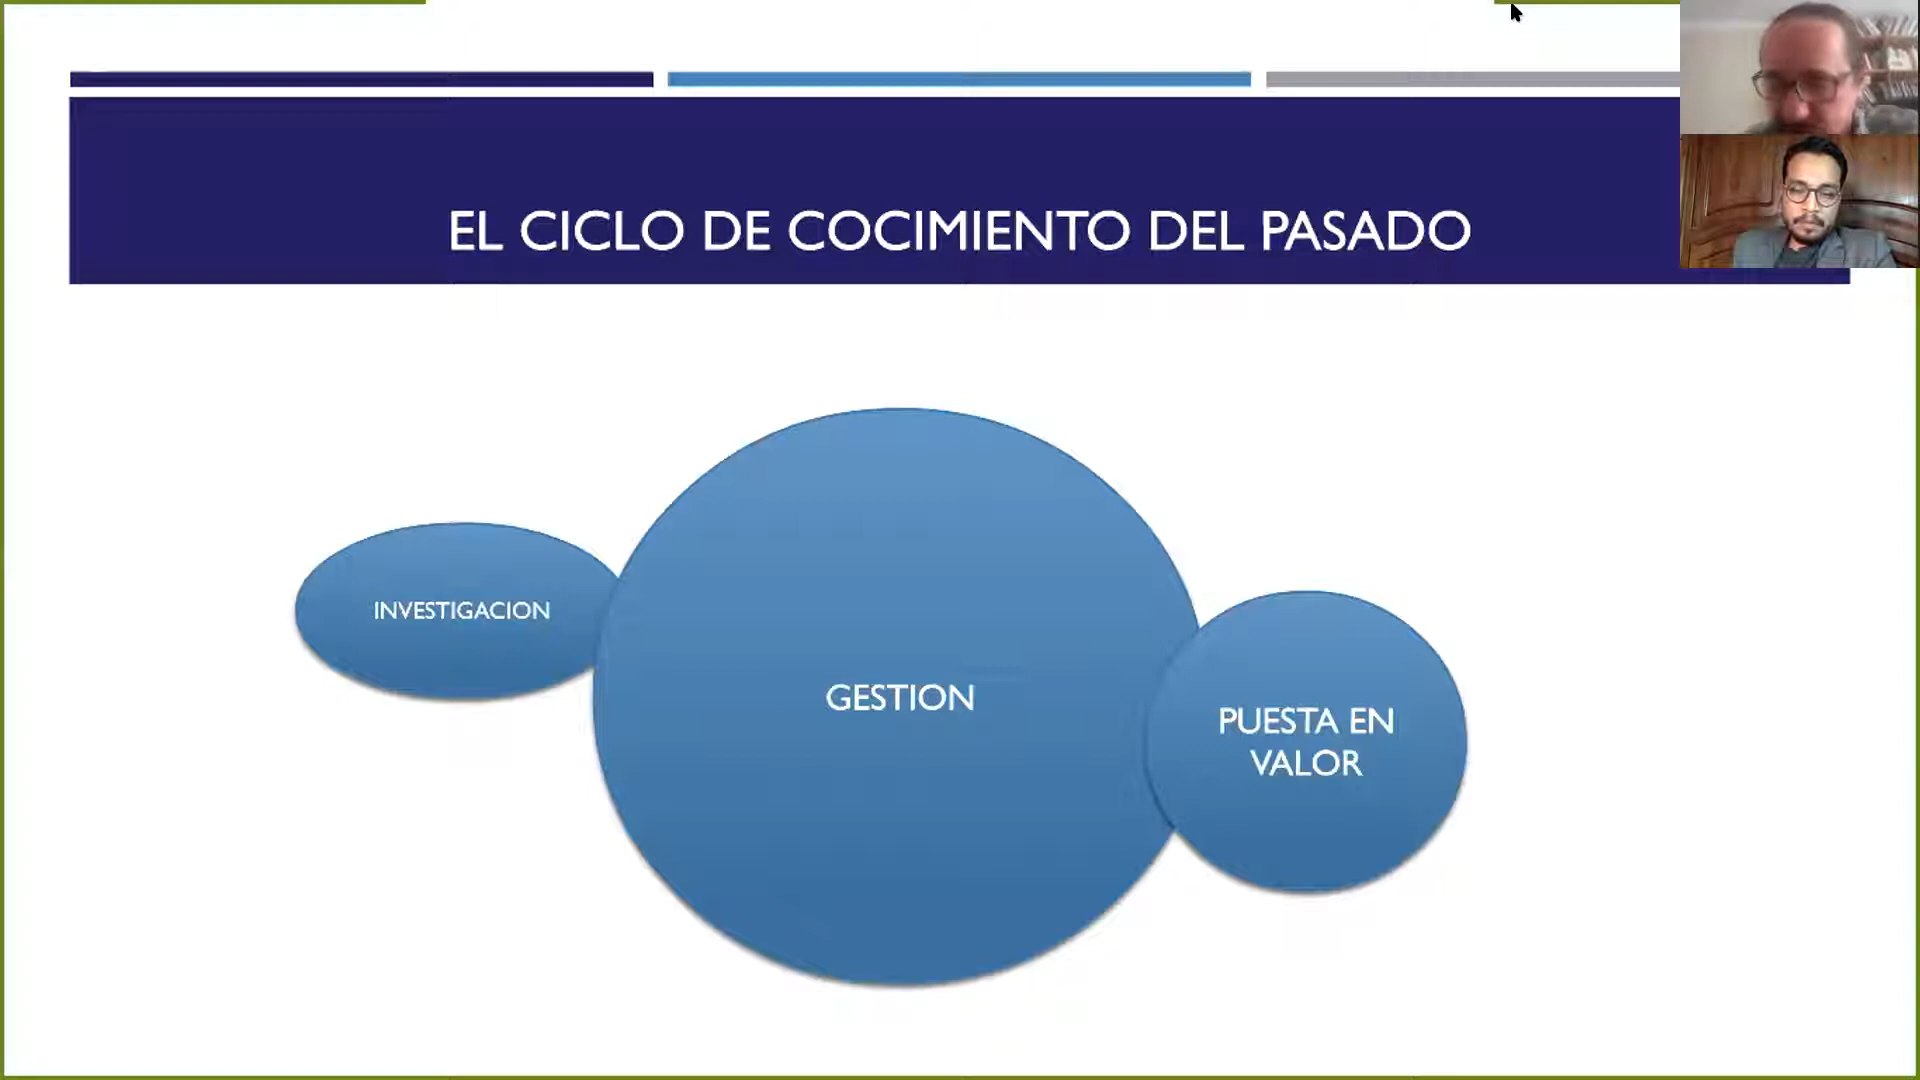 EL CICLO DE COCIMIENTO DEL PASADO
INVESTIGACION
GESTION
PUESTA EN
VALOR